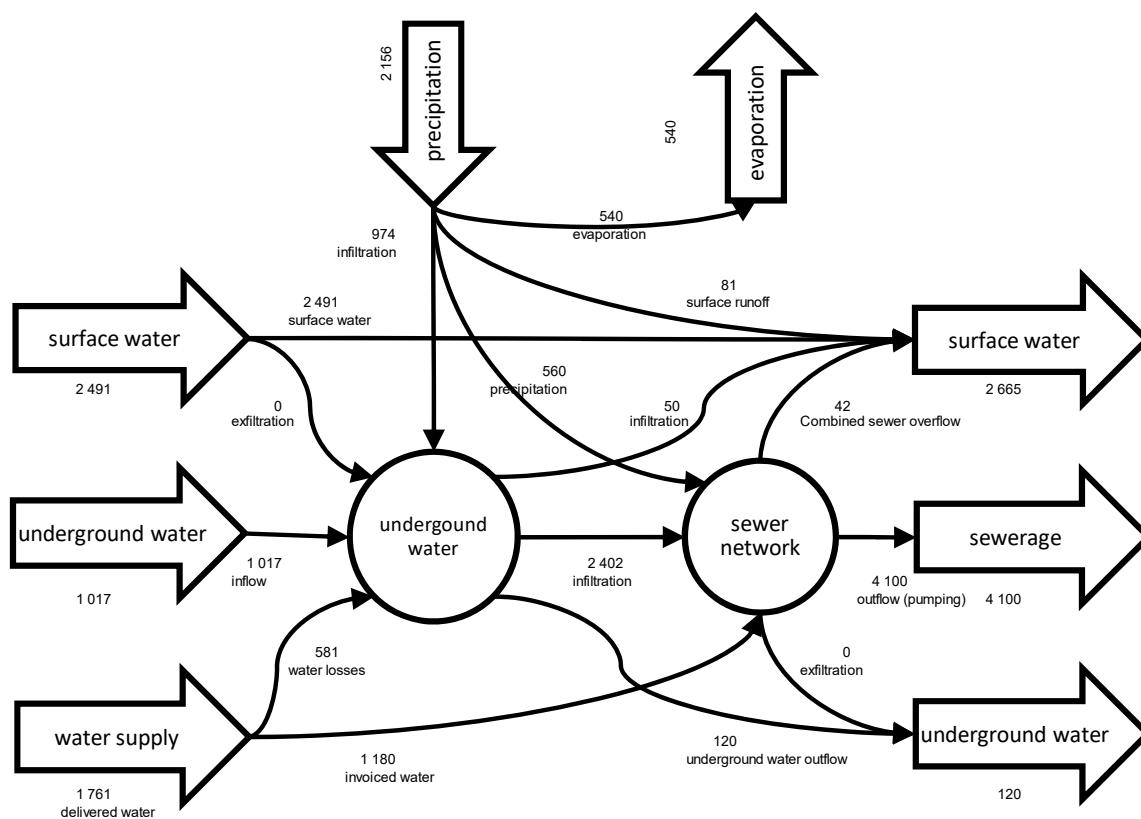 2 156
precipitation
540
evaporation
974
infiltration
540
evaporation
81
surface runoff
surface water
2 491
2 491
surface water
surface water
2 665
0
exfiltration
560
precipitation
50
infiltration
42
Combined sewer overflow
underground water
1 017
1 017
inflow
undergound
water
2 402
infiltration
sewer
network
4 100
outflow (pumping)
sewerage
4 100
581
water losses
0
exfiltration
water supply
1 761
delivered water
1 180
invoiced water
120
underground water outflow
underground water
120